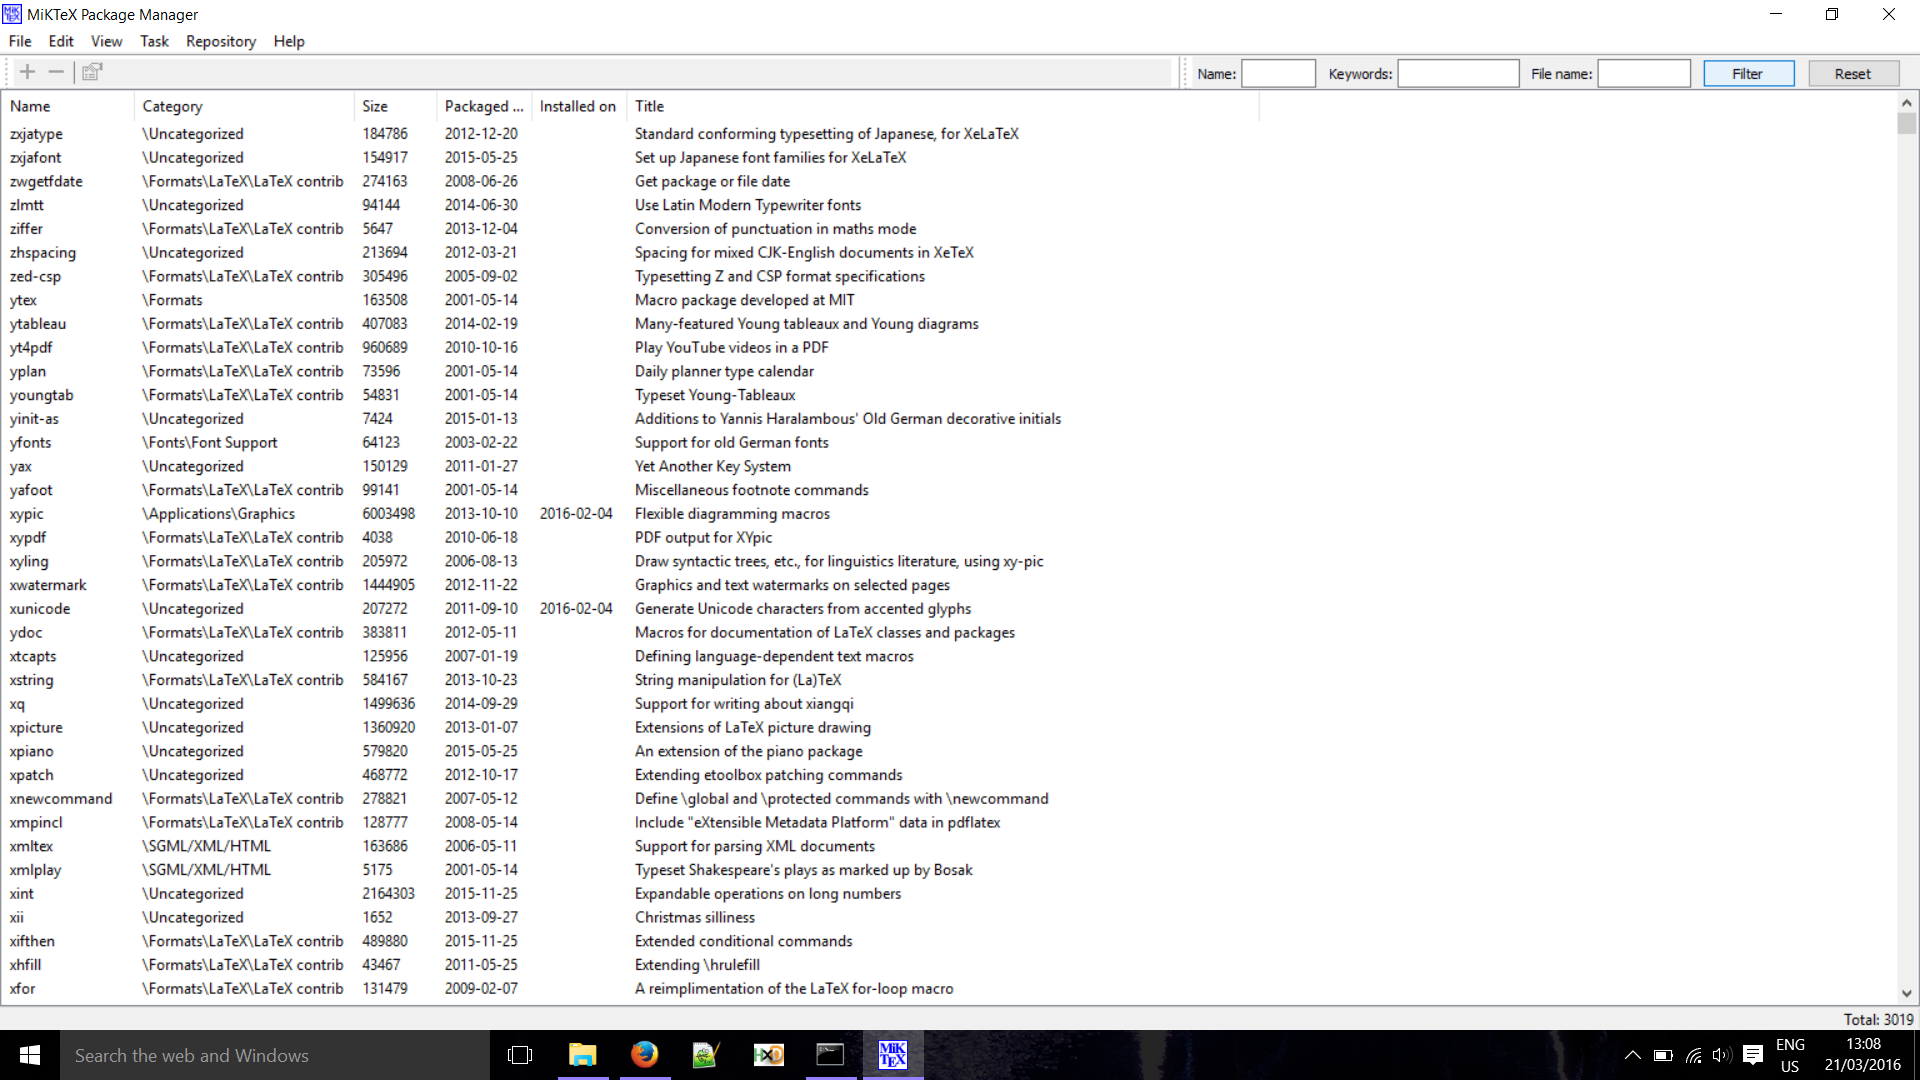 MiKTeX Package Manager
File Edit View Task Repository Help
Name: Keywords: File name: Filter Reset
Name Category Size Packaged ... Installed on Title
zxjatype \Uncategorized 184786 2012-12-20 Standard conforming typesetting of Japanese, for XeLaTeX
zxjafont \Uncategorized 154917 2015-05-25 Set up Japanese font families for XeLaTeX
zwgetfdate \Formats\LaTeX\LaTeX contrib 274163 2008-06-26 Get package or file date
zlmtt \Uncategorized 94144 2014-06-30 Use Latin Modern Typewriter fonts
ziffer \Formats\LaTeX\LaTeX contrib 5647 2013-12-04 Conversion of punctuation in maths mode
zhspacing \Uncategorized 213694 2012-03-21 Spacing for mixed CJK-English documents in XeTeX
zed-csp \Formats\LaTeX\LaTeX contrib 305496 2005-09-02 Typesetting Z and CSP format specifications
ytex \Formats 163508 2001-05-14 Macro package developed at MIT
ytableau \Formats\LaTeX\LaTeX contrib 407083 2014-02-19 Many-featured Young tableaux and Young diagrams
yt4pdf \Formats\LaTeX\LaTeX contrib 960689 2010-10-16 Play YouTube videos in a PDF
yplan \Formats\LaTeX\LaTeX contrib 73596 2001-05-14 Daily planner type calendar
youngtab \Formats\LaTeX\LaTeX contrib 54831 2001-05-14 Typeset Young-Tableaux
yinit-as \Uncategorized 7424 2015-01-13 Additions to Yannis Haralambous' Old German decorative initials
yfonts \Fonts\Font Support 64123 2003-02-22 Support for old German fonts
yax \Uncategorized 150129 2011-01-27 Yet Another Key System
yafoot \Formats\LaTeX\LaTeX contrib 99141 2001-05-14 Miscellaneous footnote commands
xypic \Applications\Graphics 6003498 2013-10-10 2016-02-04 Flexible diagramming macros
xypdf \Formats\LaTeX\LaTeX contrib 4038 2010-06-18 PDF output for XYpic
xyling \Formats\LaTeX\LaTeX contrib 205972 2006-08-13 Draw syntactic trees, etc., for linguistics literature, using xy-pic
xwatermark \Formats\LaTeX\LaTeX contrib 1444905 2012-11-22 Graphics and text watermarks on selected pages
xunicode \Uncategorized 207272 2011-09-10 2016-02-04 Generate Unicode characters from accented glyphs
ydoc \Formats\LaTeX\LaTeX contrib 383811 2012-05-11 Macros for documentation of LaTeX classes and packages
xtcapts \Uncategorized 125956 2007-01-19 Defining language-dependent text macros
xstring \Formats\LaTeX\LaTeX contrib 584167 2013-10-23 String manipulation for (La)TeX
xq \Uncategorized 1499636 2014-09-29 Support for writing about xiangqi
xpicture \Uncategorized 1360920 2013-01-07 Extensions of LaTeX picture drawing
xpiano \Uncategorized 579820 2015-05-25 An extension of the piano package
xpatch \Uncategorized 468772 2012-10-17 Extending etoolbox patching commands
xnewcommand \Formats\LaTeX\LaTeX contrib 278821 2007-05-12 Define \global and \protected commands with \newcommand
xmpincl \Formats\LaTeX\LaTeX contrib 128777 2008-05-14 Include "eXtensible Metadata Platform" data in pdflatex
xmltex \SGML/XML/HTML 163686 2006-05-11 Support for parsing XML documents
xmlplay \SGML/XML/HTML 5175 2001-05-14 Typeset Shakespeare's plays as marked up by Bosak
xint \Uncategorized 2164303 2015-11-25 Expandable operations on long numbers
xii \Uncategorized 1652 2013-09-27 Christmas silliness
xifthen \Formats\LaTeX\LaTeX contrib 489880 2015-11-25 Extended conditional commands
xhfill \Formats\LaTeX\LaTeX contrib 43467 2011-05-25 Extending \hrulefill
xfor \Formats\LaTeX\LaTeX contrib 131479 2009-02-07 A reimplimentation of the LaTeX for-loop macro
Total: 3019
Search the web and Windows
HXD
MiK
TEX
ENG
US
13:08
21/03/2016